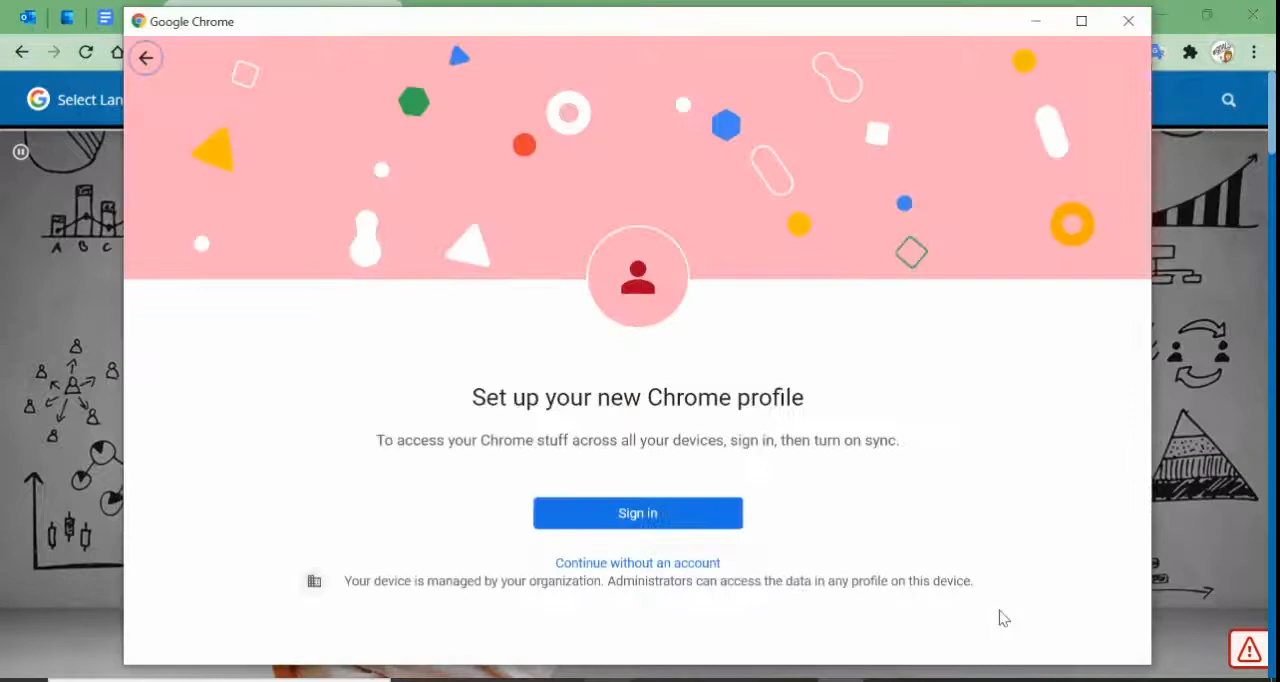 Google Chrome
Select Lan
A B C
Set up your new Chrome profile
To access your Chrome stuff across all your devices, sign in, then turn on sync.
Sign in
Continue without an account
Your device is managed by your organization. Administrators can access the data in any profile on this device.